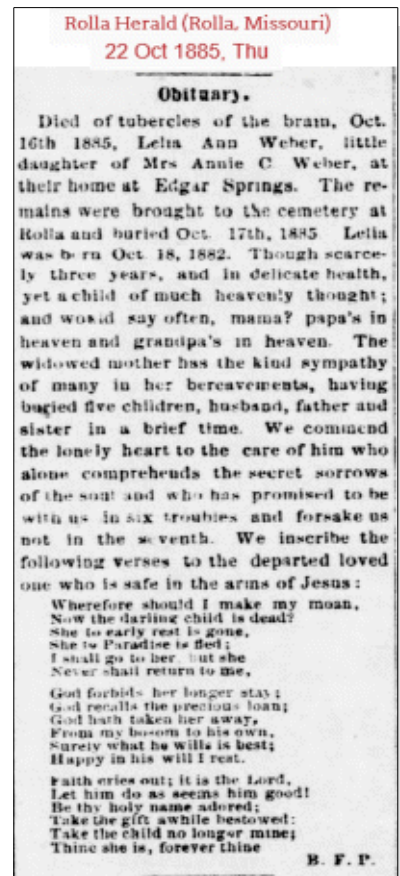 Rolla Herald (Rolla, Missouri)
22 Oct 1885, Thu
Obituary.
Died of tubercles of the brain, Oct.
16th 1885, Lelia Ann Weber, little
daughter of Mrs Annie C. Weber, at
their home at Edgar Springs. The re-
mains were brought to the cemetery at
Rolla and buried Oct. 17th, 1885 Lelia
was born Oct. 18, 1882. Though scarce-
ly three years, and in delicate health,
yet a child of much heavenly thought;
and would say often, mama? papa's in
heaven and grandpa's in heaven. The
widowed mother has the kind sympathy
of many in her bereavements, having
buried five children, husband, father and
sister in a brief time. We commend
the lonely heart to the care of him who
alone comprehends the secret sorrows
of the soul and who has promised to be
with us in six troubles and forsake us
not in the seventh. We inscribe the
following verses to the departed loved
one who is safe in the arms of Jesus:
Wherefore should I make my moan,
Now the darling child is dead?
She to early rest is gone,
She to Paradise is fled;
I shall go to her, but she
Never shall return to me,
God forbids her longer stay;
God recalls the precious loan;
God hath taken her away,
From my bosom to his own,
Surely what he wills is best;
Happy in his will I rest.
Faith cries out; it is the Lord,
Let him do as seems him good!
Be thy holy name adored;
Take the gift awhile bestowed:
Take the child no longer mine;
Thine she is, forever thine
B. F. P.